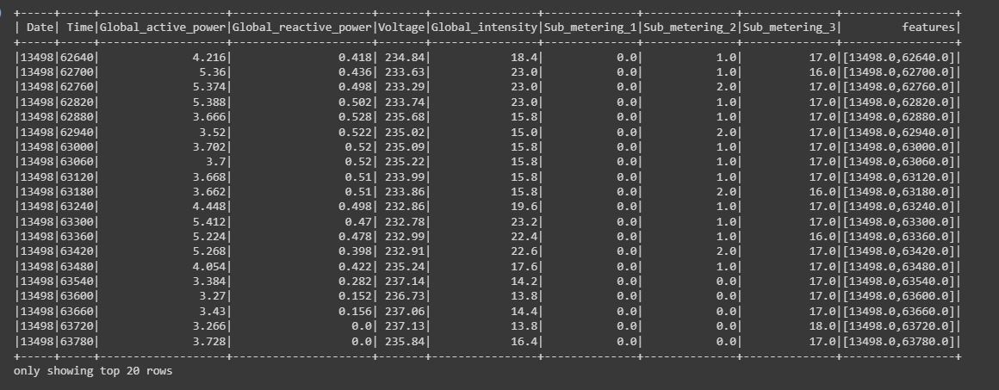 +-----+-----+-------------------+---------------------+-------+----------------+--------------+--------------+--------------+-----------------+
| Date| Time|Global_active_power|Global_reactive_power|Voltage|Global_intensity|Sub_metering_1|Sub_metering_2|Sub_metering_3|         features|
+-----+-----+-------------------+---------------------+-------+----------------+--------------+--------------+--------------+-----------------+
|13498|62640|              4.216|                0.418| 234.84|            18.4|           0.0|           1.0|          17.0|[13498.0,62640.0]|
|13498|62700|               5.36|                0.436| 233.63|            23.0|           0.0|           1.0|          16.0|[13498.0,62700.0]|
|13498|62760|              5.374|                0.498| 233.29|            23.0|           0.0|           2.0|          17.0|[13498.0,62760.0]|
|13498|62820|              5.388|                0.502| 233.74|            23.0|           0.0|           1.0|          17.0|[13498.0,62820.0]|
|13498|62880|              3.666|                0.528| 235.68|            15.8|           0.0|           1.0|          17.0|[13498.0,62880.0]|
|13498|62940|               3.52|                0.522| 235.02|            15.0|           0.0|           2.0|          17.0|[13498.0,62940.0]|
|13498|63000|              3.702|                 0.52| 235.09|            15.8|           0.0|           1.0|          17.0|[13498.0,63000.0]|
|13498|63060|                3.7|                 0.52| 235.22|            15.8|           0.0|           1.0|          17.0|[13498.0,63060.0]|
|13498|63120|              3.668|                 0.51| 233.99|            15.8|           0.0|           1.0|          17.0|[13498.0,63120.0]|
|13498|63180|              3.662|                 0.51| 233.86|            15.8|           0.0|           2.0|          16.0|[13498.0,63180.0]|
|13498|63240|              4.448|                0.498| 232.86|            19.6|           0.0|           1.0|          17.0|[13498.0,63240.0]|
|13498|63300|              5.412|                 0.47| 232.78|            23.2|           0.0|           1.0|          17.0|[13498.0,63300.0]|
|13498|63360|              5.224|                0.478| 232.99|            22.4|           0.0|           1.0|          16.0|[13498.0,63360.0]|
|13498|63420|              5.268|                0.398| 232.91|            22.6|           0.0|           2.0|          17.0|[13498.0,63420.0]|
|13498|63480|              4.054|                0.422| 235.24|            17.6|           0.0|           1.0|          17.0|[13498.0,63480.0]|
|13498|63540|              3.384|                0.282| 237.14|            14.2|           0.0|           0.0|          17.0|[13498.0,63540.0]|
|13498|63600|               3.27|                0.152| 236.73|            13.8|           0.0|           0.0|          17.0|[13498.0,63600.0]|
|13498|63660|               3.43|                0.156| 237.06|            14.4|           0.0|           0.0|          17.0|[13498.0,63660.0]|
|13498|63720|              3.266|                  0.0| 237.13|            13.8|           0.0|           0.0|          18.0|[13498.0,63720.0]|
|13498|63780|              3.728|                  0.0| 235.84|            16.4|           0.0|           0.0|          17.0|[13498.0,63780.0]|
+-----+-----+-------------------+---------------------+-------+----------------+--------------+--------------+--------------+-----------------+
only showing top 20 rows